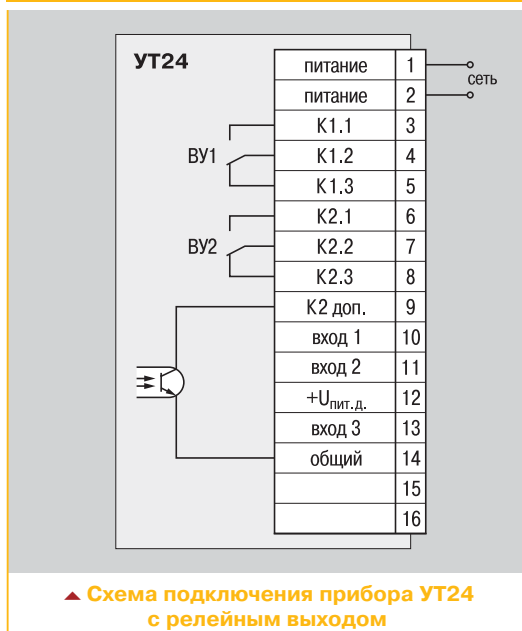 УТ24
питание 1
сеть
питание 2
К1.1 3
ВУ1 К1.2 4
К1.3 5
К2.1 6
ВУ2 К2.2 7
К2.3 8
К2 доп. 9
вход 1 10
вход 2 11
+Uпит.д. 12
вход 3 13
общий 14
15
16
Схема подключения прибора УТ24
с релейным выходом